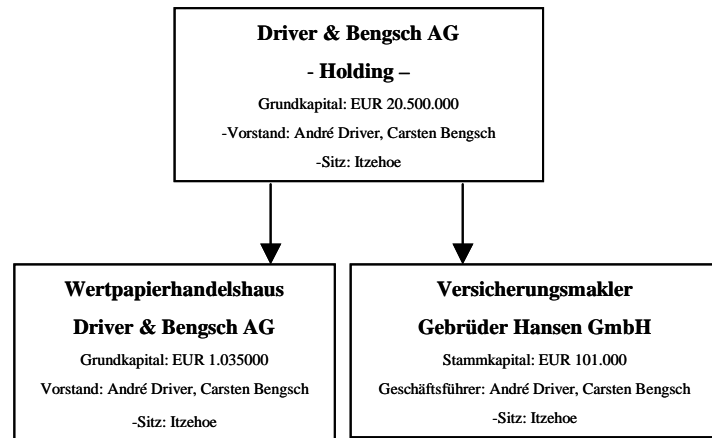 Driver & Bengsch AG
- Holding –
Grundkapital: EUR 20.500.000
-Vorstand: André Driver, Carsten Bengsch
-Sitz: Itzehoe
Wertpapierhandelshaus
Driver & Bengsch AG
Grundkapital: EUR 1.035000
Vorstand: André Driver, Carsten Bengsch
-Sitz: Itzehoe
Versicherungsmakler
Gebrüder Hansen GmbH
Stammkapital: EUR 101.000
Geschäftsführer: André Driver, Carsten Bengsch
-Sitz: Itzehoe